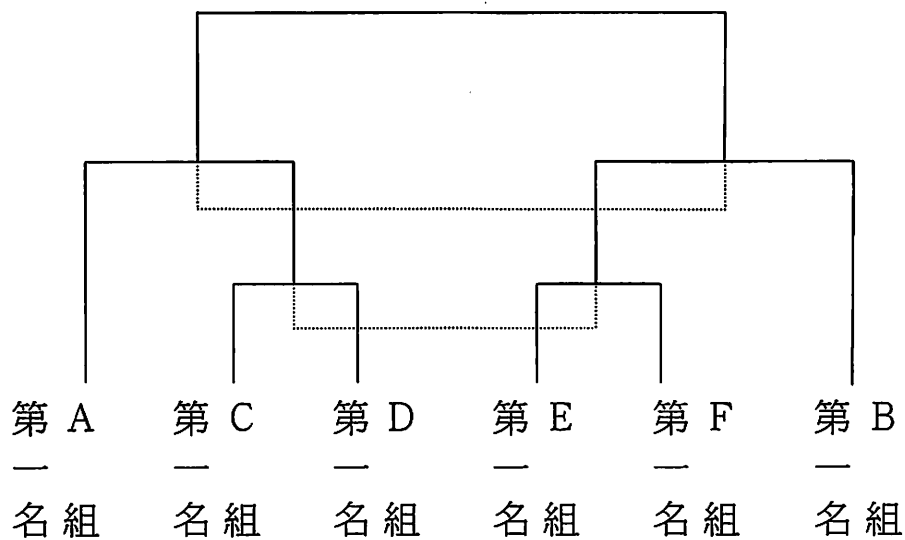 第 A 第 C 第 D 第 E 第 F 第 B
一 一 一 一 一 一
名組 名組 名組 名組 名組 名組